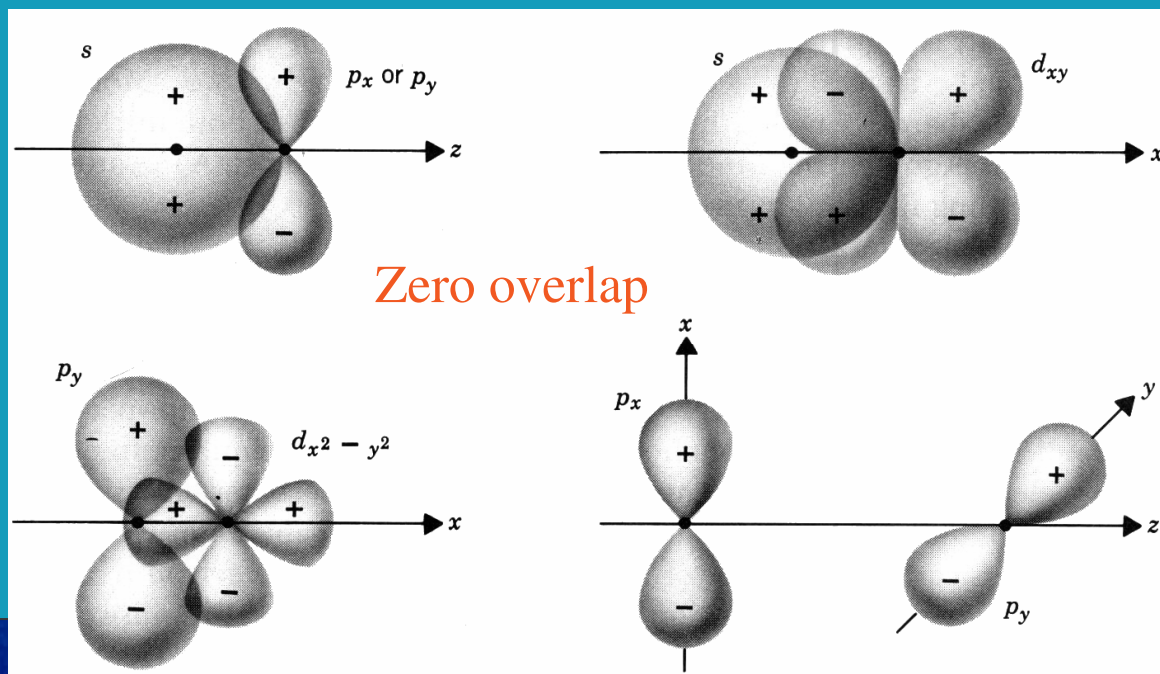 s
+
+
+
−
p_x or p_y
z
s
+
+
−
+
+
−
d_xy
x
Zero overlap
p_y
+
−
−
−
+
+
−
d_x² − y²
x
x
p_x
+
−
y
+
−
p_y
z